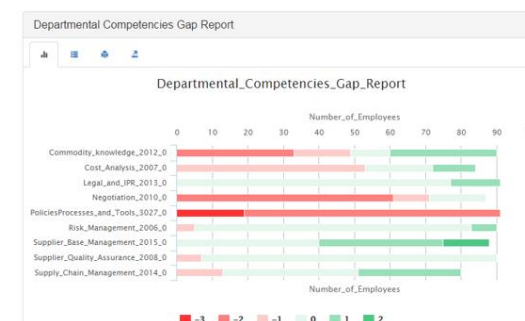 Departmental Competencies Gap Report
Departmental_Competencies_Gap_Report
Number_of_Employees
0 10 20 30 40 50 60 70 80 90
Commodity_knowledge_2012_0
Cost_Analysis_2007_0
Legal_and_IPR_2013_0
Negotiation_2010_0
PoliciesProcesses_and_Tools_3027_0
Risk_Management_2006_0
Supplier_Base_Management_2015_0
Supplier_Quality_Assurance_2008_0
Supply_Chain_Management_2014_0
Number_of_Employees
-3 -2 -1 0 1 2